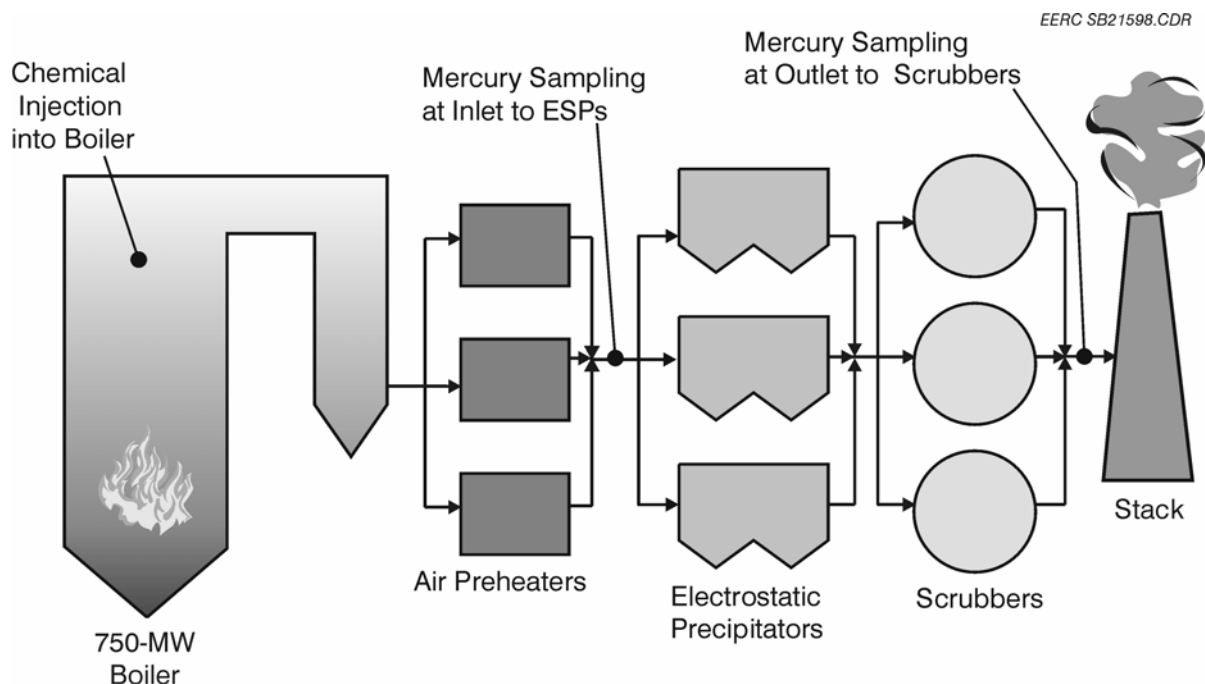 EERC SB21598.CDR
Chemical
Injection
into Boiler
Mercury Sampling
at Inlet to ESPs
Mercury Sampling
at Outlet to Scrubbers
Air Preheaters
Electrostatic
Precipitators
Scrubbers
Stack
750-MW
Boiler